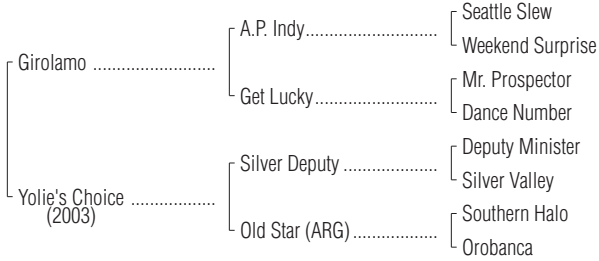 Seattle Slew
A.P. Indy..............................
Weekend Surprise
Girolamo ...........................
Mr. Prospector
Get Lucky............................
Dance Number
Deputy Minister
Silver Deputy .....................
Silver Valley
Yolie's Choice ...................
(2003)
Southern Halo
Old Star (ARG)...................
Orobanca